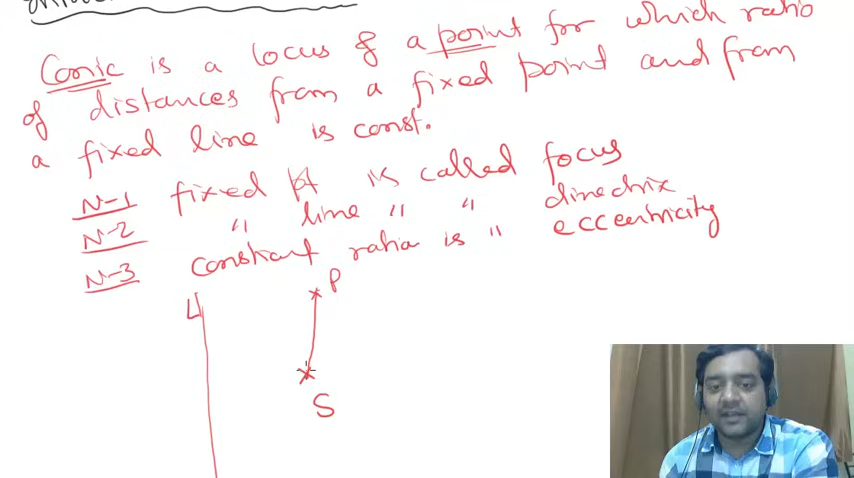 Conic is a locus of a point for which ratio
of distances from a fixed point and from
a fixed line is const.
N-1 fixed pt is called focus
N-2 " line " " directrix
N-3 constant ratio is " eccentricity
L P
S